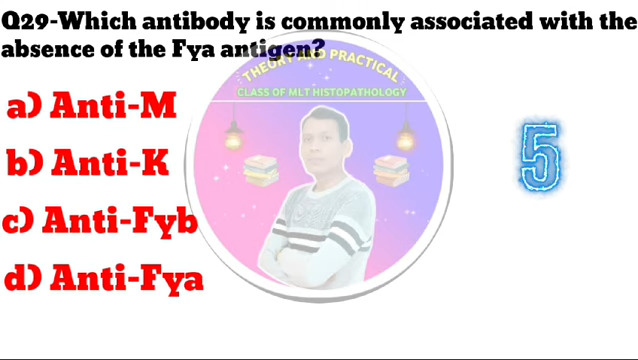 Q29-Which antibody is commonly associated with the
absence of the Fya antigen?
THEORY AND PRACTICAL
CLASS OF MLT HISTOPATHOLOGY
a) Anti-M
b) Anti-K
c) Anti-Fyb
d) Anti-Fya
5